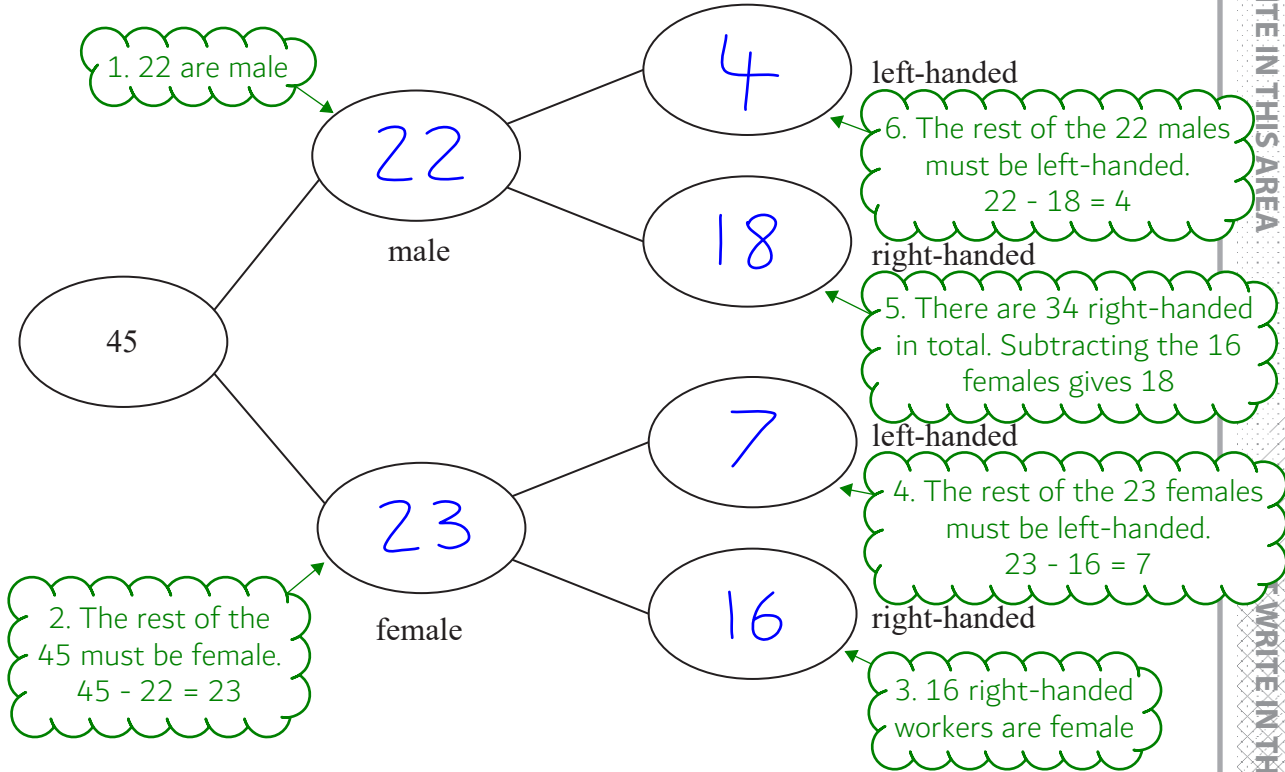 1. 22 are male
22
male
4
left-handed
6. The rest of the 22 males
must be left-handed.
22 - 18 = 4
18
right-handed
5. There are 34 right-handed
in total. Subtracting the 16
females gives 18
45
7
left-handed
4. The rest of the 23 females
must be left-handed.
23 - 16 = 7
23
female
2. The rest of the
45 must be female.
45 - 22 = 23
16
right-handed
3. 16 right-handed
workers are female
TE IN THIS AREA
WRITE IN TH